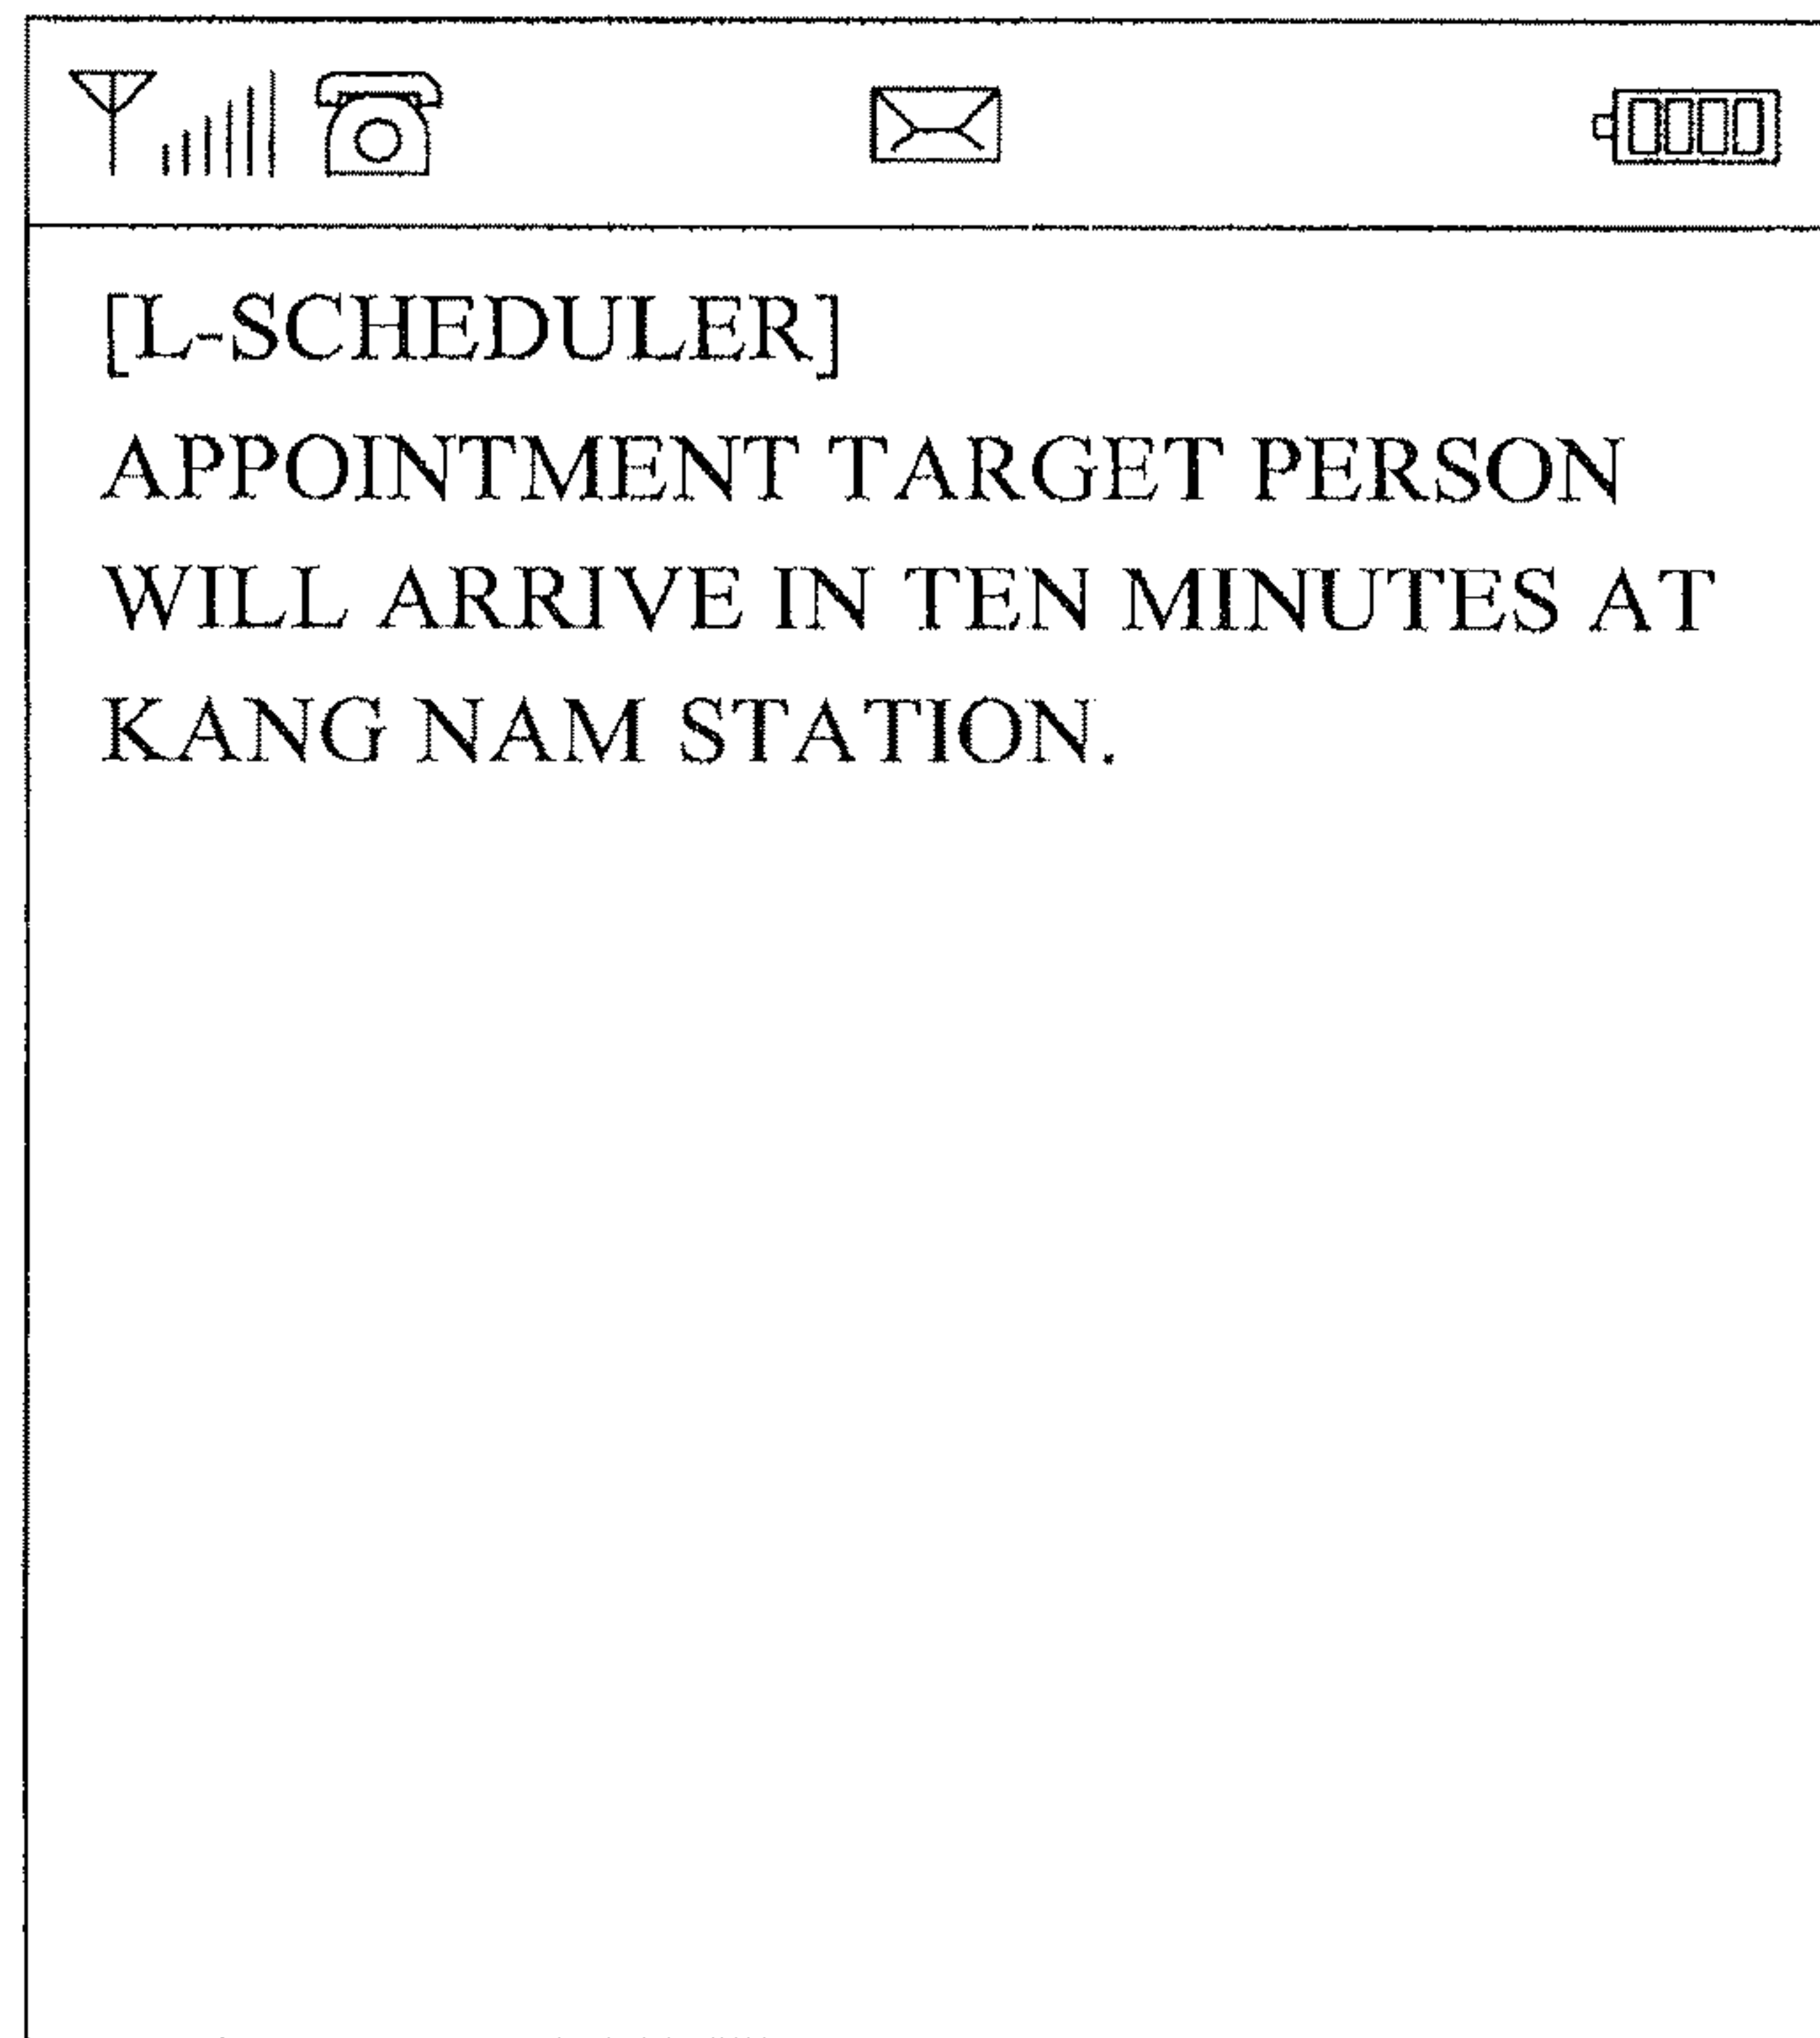 [L-SCHEDULER]
APPOINTMENT TARGET PERSON
WILL ARRIVE IN TEN MINUTES AT
KANG NAM STATION.